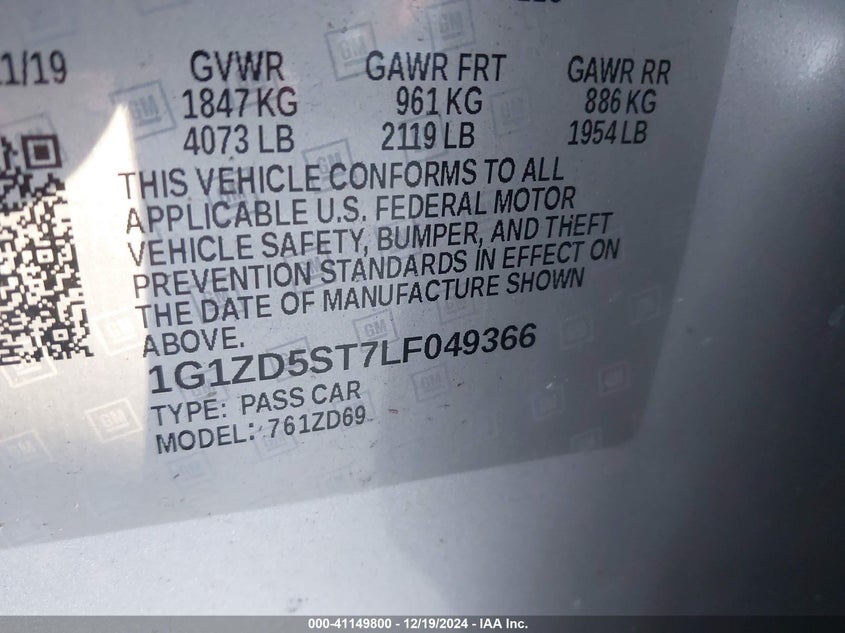 1/19 GVWR GAWR FRT GAWR RR
1847 KG 961 KG 886 KG
4073 LB 2119 LB 1954 LB
THIS VEHICLE CONFORMS TO ALL
APPLICABLE U.S. FEDERAL MOTOR
VEHICLE SAFETY, BUMPER, AND THEFT
PREVENTION STANDARDS IN EFFECT ON
THE DATE OF MANUFACTURE SHOWN
ABOVE.
1G1ZD5ST7LF049366
TYPE: PASS CAR
MODEL: 761ZD69
GM
000-41149800 - 12/19/2024 - IAA Inc.